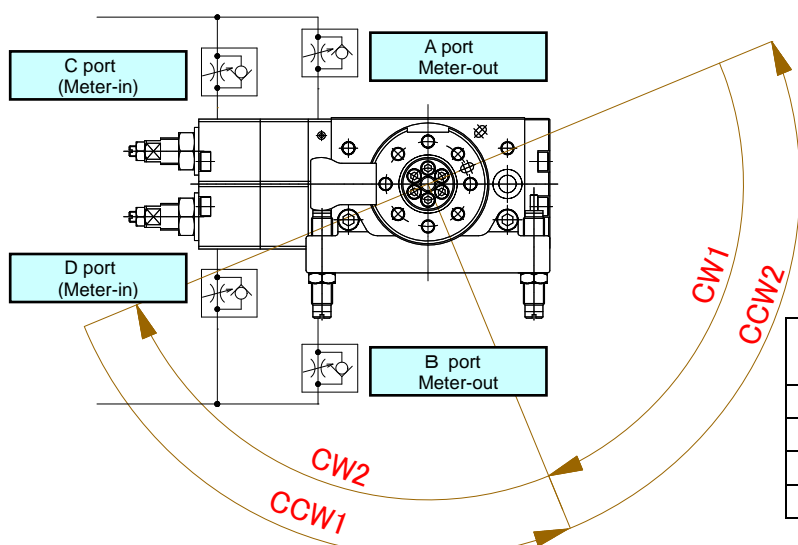 A port
Meter-out
C port
(Meter-in)
D port
(Meter-in)
B port
Meter-out
CW1
CCW2
CW2
CCW1